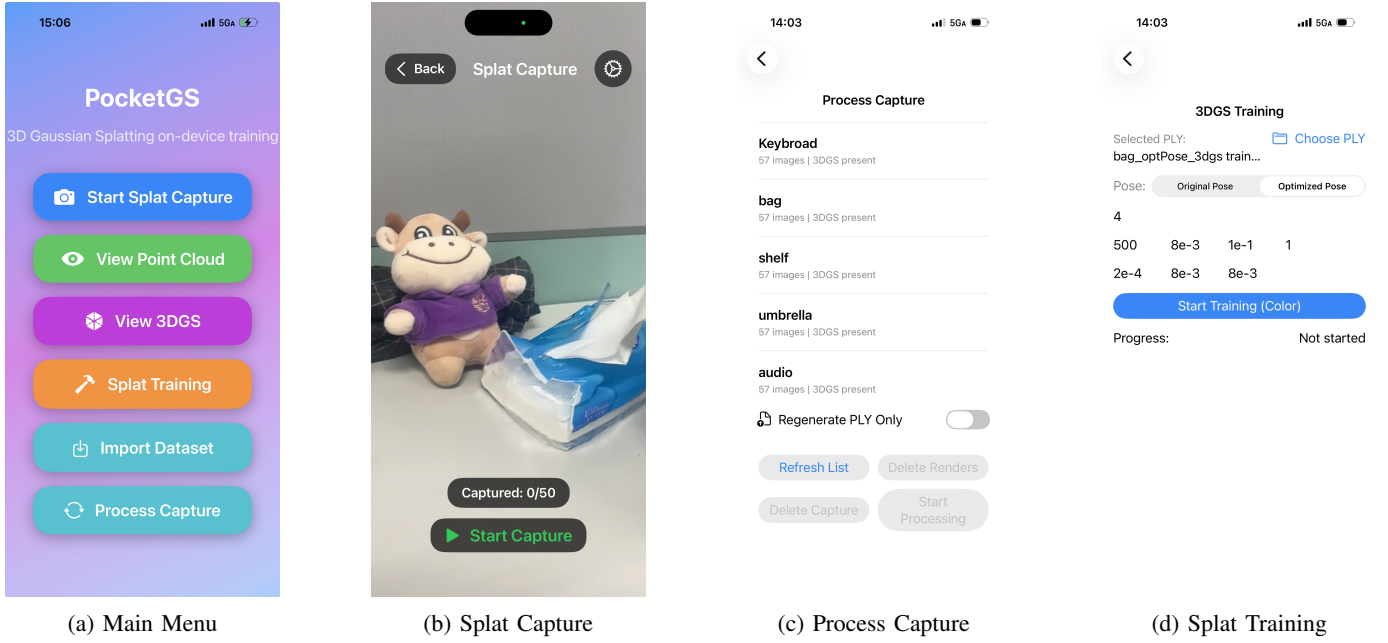 15:06
5GA
PocketGS
3D Gaussian Splatting on-device training
Start Splat Capture
View Point Cloud
View 3DGS
Splat Training
Import Dataset
Process Capture
(a) Main Menu
Back
Splat Capture
Captured: 0/50
Start Capture
(b) Splat Capture
14:03
5GA
Process Capture
Keybroad
57 images | 3DGS present
bag
57 images | 3DGS present
shelf
57 images | 3DGS present
umbrella
57 images | 3DGS present
audio
57 images | 3DGS present
Regenerate PLY Only
Refresh List
Delete Renders
Delete Capture
Start
Processing
(c) Process Capture
14:03
5GA
3DGS Training
Selected PLY:
Choose PLY
bag_optPose_3dgs train...
Pose: Original Pose Optimized Pose
4
500 8e-3 1e-1 1
2e-4 8e-3 8e-3
Start Training (Color)
Progress: Not started
(d) Splat Training